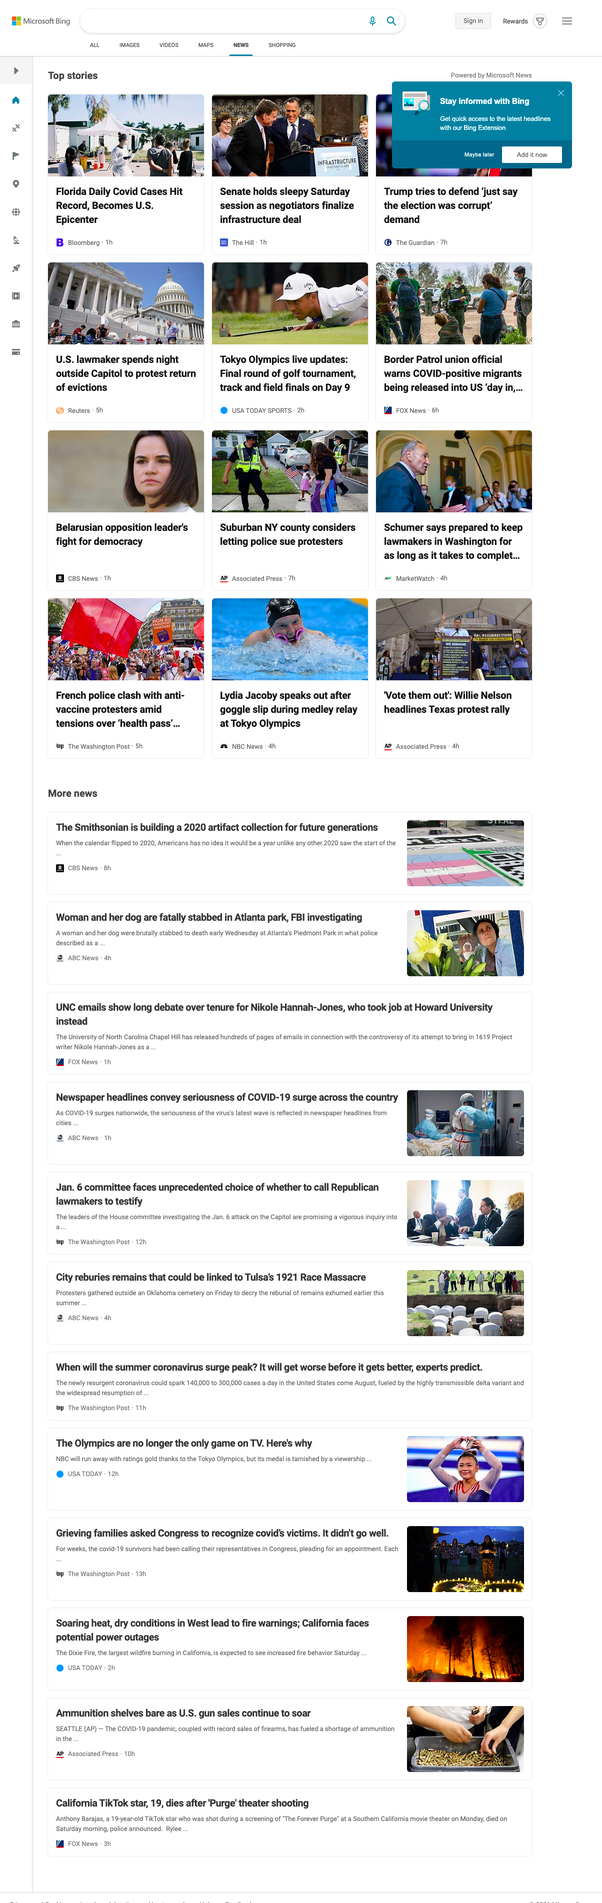 Microsoft Bing
Sign in
Rewards
ALL
IMAGES
VIDEOS
MAPS
NEWS
SHOPPING
Top stories
Powered by Microsoft News
Stay informed with Bing
Get quick access to the latest headlines
with our Bing Extension
Maybe later
Add it now
INFRASTRUCTURE
Florida Daily Covid Cases Hit
Record, Becomes U.S.
Epicenter
Bloomberg · 1h
Senate holds sleepy Saturday
session as negotiators finalize
infrastructure deal
The Hill · 1h
Trump tries to defend ‘just say
the election was corrupt’
demand
The Guardian · 7h
U.S. lawmaker spends night
outside Capitol to protest return
of evictions
Reuters · 5h
Tokyo Olympics live updates:
Final round of golf tournament,
track and field finals on Day 9
USA TODAY SPORTS · 2h
Border Patrol union official
warns COVID-positive migrants
being released into US ‘day in,...
FOX News · 6h
Belarusian opposition leader's
fight for democracy
CBS News · 1h
Suburban NY county considers
letting police sue protesters
AP Associated Press · 7h
Schumer says prepared to keep
lawmakers in Washington for
as long as it takes to complet...
MarketWatch · 4h
French police clash with anti-
vaccine protesters amid
tensions over ‘health pass’...
wp The Washington Post · 5h
Lydia Jacoby speaks out after
goggle slip during medley relay
at Tokyo Olympics
NBC News · 4h
'Vote them out': Willie Nelson
headlines Texas protest rally
AP Associated Press · 4h
More news
The Smithsonian is building a 2020 artifact collection for future generations
When the calendar flipped to 2020, Americans has no idea it would be a year unlike any other.2020 saw the start of the
...
CBS News · 8h
Woman and her dog are fatally stabbed in Atlanta park, FBI investigating
A woman and her dog were brutally stabbed to death early Wednesday at Atlanta's Piedmont Park in what police
described as a ...
ABC News · 4h
UNC emails show long debate over tenure for Nikole Hannah-Jones, who took job at Howard University
instead
The University of North Carolina Chapel Hill has released hundreds of pages of emails in connection with the controversy of its attempt to bring in 1619 Project
writer Nikole Hannah-Jones as a ...
FOX News · 1h
Newspaper headlines convey seriousness of COVID-19 surge across the country
As COVID-19 surges nationwide, the seriousness of the virus's latest wave is reflected in newspaper headlines from
cities ...
ABC News · 1h
Jan. 6 committee faces unprecedented choice of whether to call Republican
lawmakers to testify
The leaders of the House committee investigating the Jan. 6 attack on the Capitol are promising a vigorous inquiry into
a ...
wp The Washington Post · 12h
City reburies remains that could be linked to Tulsa’s 1921 Race Massacre
Protesters gathered outside an Oklahoma cemetery on Friday to decry the reburial of remains exhumed earlier this
summer ...
ABC News · 4h
When will the summer coronavirus surge peak? It will get worse before it gets better, experts predict.
The newly resurgent coronavirus could spark 140,000 to 300,000 cases a day in the United States come August, fueled by the highly transmissible delta variant and
the widespread resumption of ...
wp The Washington Post · 11h
The Olympics are no longer the only game on TV. Here's why
NBC will run away with ratings gold thanks to the Tokyo Olympics, but its medal is tarnished by a viewership ...
USA TODAY · 12h
Grieving families asked Congress to recognize covid’s victims. It didn’t go well.
For weeks, the covid-19 survivors had been calling their representatives in Congress, pleading for an appointment. Each
...
wp The Washington Post · 13h
Soaring heat, dry conditions in West lead to fire warnings; California faces
potential power outages
The Dixie Fire, the largest wildfire burning in California, is expected to see increased fire behavior Saturday ...
USA TODAY · 2h
Ammunition shelves bare as U.S. gun sales continue to soar
SEATTLE (AP) — The COVID-19 pandemic, coupled with record sales of firearms, has fueled a shortage of ammunition
in the ...
AP Associated Press · 10h
California TikTok star, 19, dies after 'Purge' theater shooting
Anthony Barajas, a 19-year-old TikTok star who was shot during a screening of "The Forever Purge" at a Southern California movie theater on Monday, died on
Saturday morning, police announced. Rylee ...
FOX News · 3h